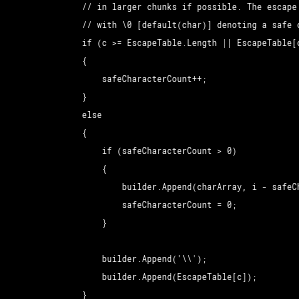 // in larger chunks if possible. The escape
// with \0 [default(char)] denoting a safe
if (c >= EscapeTable.Length || EscapeTable[c
{
safeCharacterCount++;
}
else
{
if (safeCharacterCount > 0)
{
builder.Append(charArray, i - safeCh
safeCharacterCount = 0;
}
builder.Append('\\');
builder.Append(EscapeTable[c]);
}